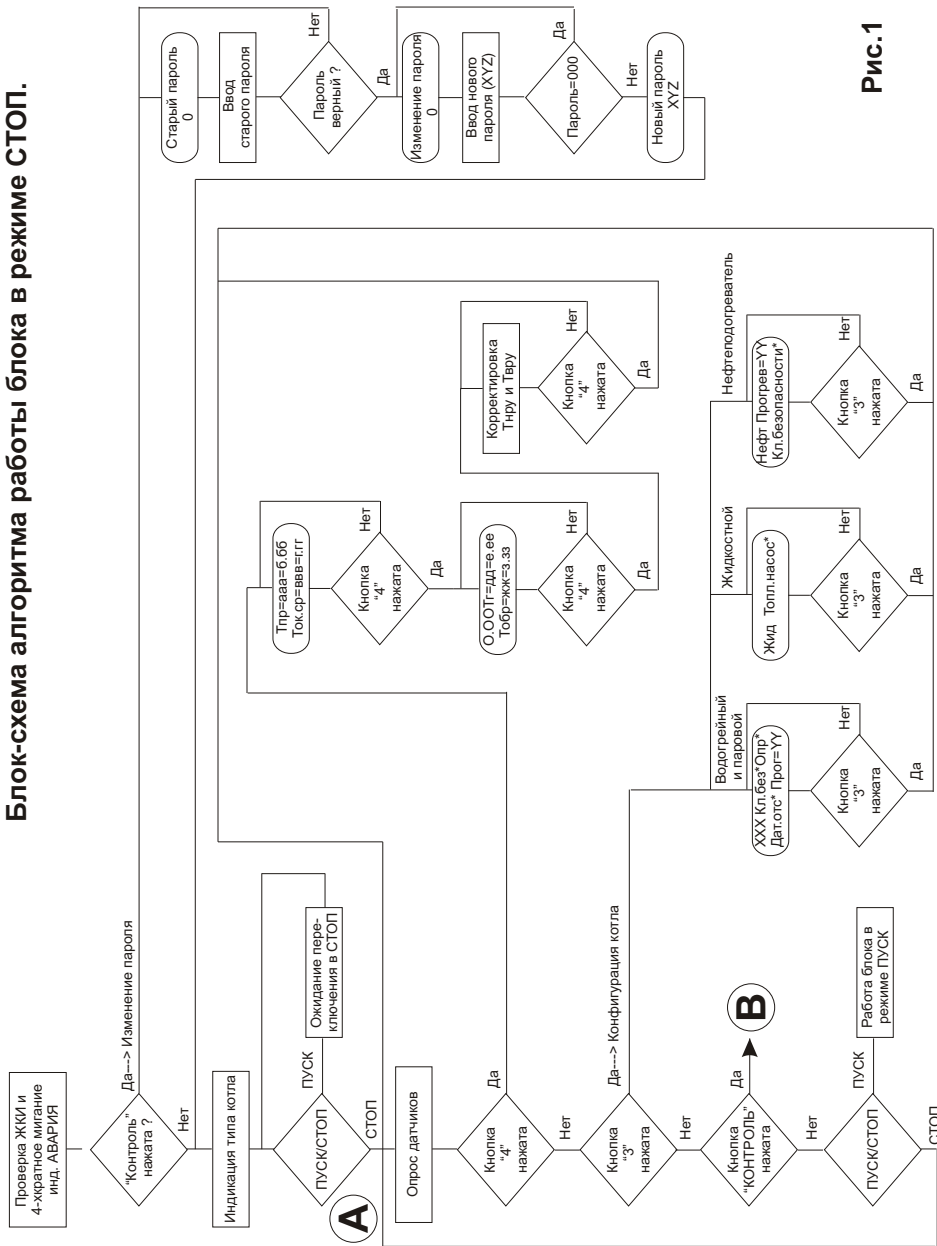 Блок-схема алгоритма работы блока в режиме СТОП.
Проверка ЖКИ и
4-хкратное мигание
инд. АВАРИЯ
"Контроль"
нажата ?
Да---> Изменение пароля
Нет
Старый пароль
0
Ввод
старого пароля
Пароль
верный ?
Нет
Да
Изменение пароля
0
Ввод нового
пароля (XYZ)
Пароль=000
Да
Нет
Новый пароль
XYZ
Индикация типа котла
ПУСК/СТОП
ПУСК
Ожидание пере-
ключения в СТОП
СТОП
A
Опрос датчиков
Кнопка
"4"
нажата
Да
Нет
Тпр=ааа=б.бб
Ток.ср=ввв=г.гг
Кнопка
"4"
нажата
Нет
Да
О.ООТг=дд=е.ее
Тобр=жж=з.зз
Кнопка
"4"
нажата
Нет
Да
Корректировка
Тнру и Твру
Кнопка
"4"
нажата
Нет
Да
Кнопка
"3"
нажата
Да---> Конфигурация котла
Нет
Водогрейный
и паровой
XXX Кл.без*Опр*
Дат.отс* Прог=YY
Кнопка
"3"
нажата
Нет
Да
Жидкостной
Жид Топл.насос*
Кнопка
"3"
нажата
Нет
Да
Нефтеподогреватель
Нефт Прогрев=YY
Кл.безопасности*
Кнопка
"3"
нажата
Нет
Да
Кнопка
"КОНТРОЛЬ"
нажата
Да
B
Нет
ПУСК/СТОП
ПУСК
Работа блока в
режиме ПУСК
СТОП
Рис.1